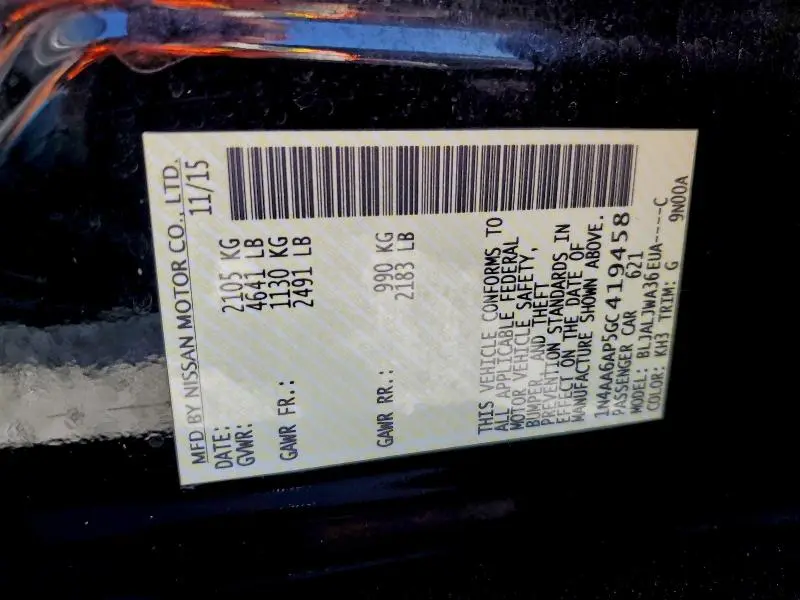 MFD BY NISSAN MOTOR CO., LTD.
DATE: 11/15
GVWR: 2105 KG
4641 LB
GAWR FR.: 1130 KG
2491 LB
GAWR RR.: 990 KG
2183 LB
THIS VEHICLE CONFORMS TO
ALL APPLICABLE FEDERAL
MOTOR VEHICLE SAFETY,
BUMPER, AND THEFT
PREVENTION STANDARDS IN
EFFECT ON THE DATE OF
MANUFACTURE SHOWN ABOVE.
1N4AA6AP5GC419458
PASSENGER CAR 621
MODEL: BLJALJWA36EUA----C
COLOR: KH3 TRIM: G 9N00A